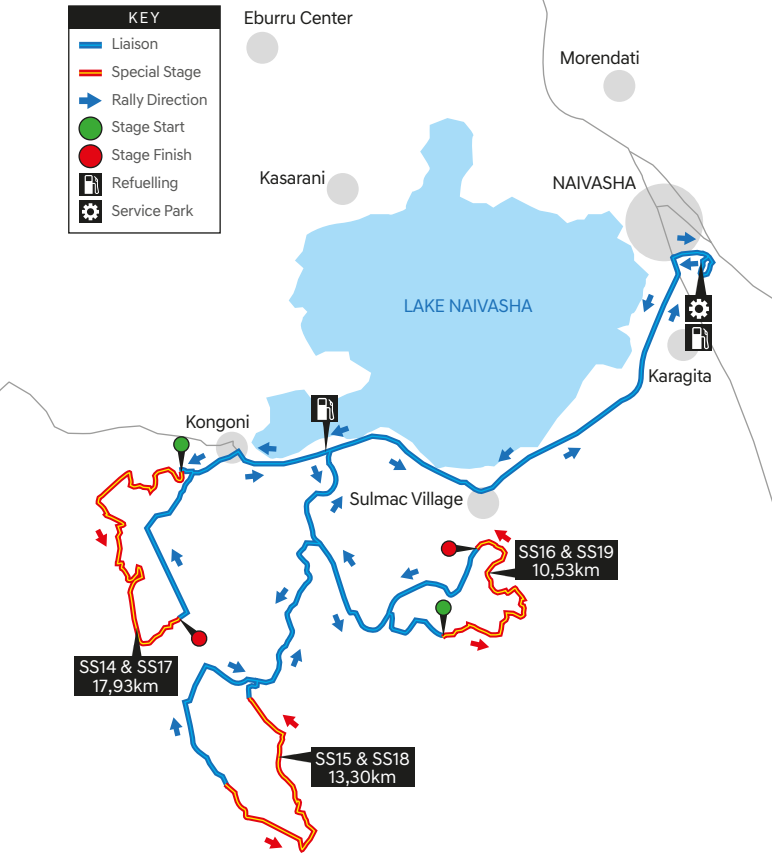 KEY
Liaison
Special Stage
Rally Direction
Stage Start
Stage Finish
Refuelling
Service Park
Eburru Center
Morendati
Kasarani
NAIVASHA
LAKE NAIVASHA
Karagita
Kongoni
Sulmac Village
SS16 & SS19
10,53km
SS14 & SS17
17,93km
SS15 & SS18
13,30km